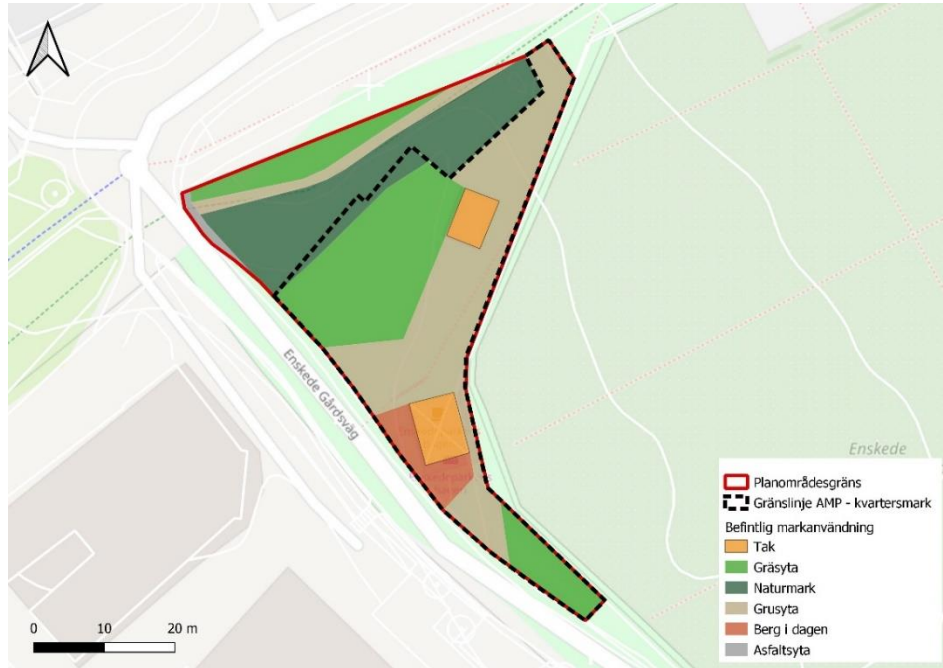 Enskede Gårdsväg
Enskede
0
10
20 m
Planområdesgräns
Gränslinje AMP - kvartersmark
Befintlig markanvändning
Tak
Gräsyta
Naturmark
Grusyta
Berg i dagen
Asfaltsyta